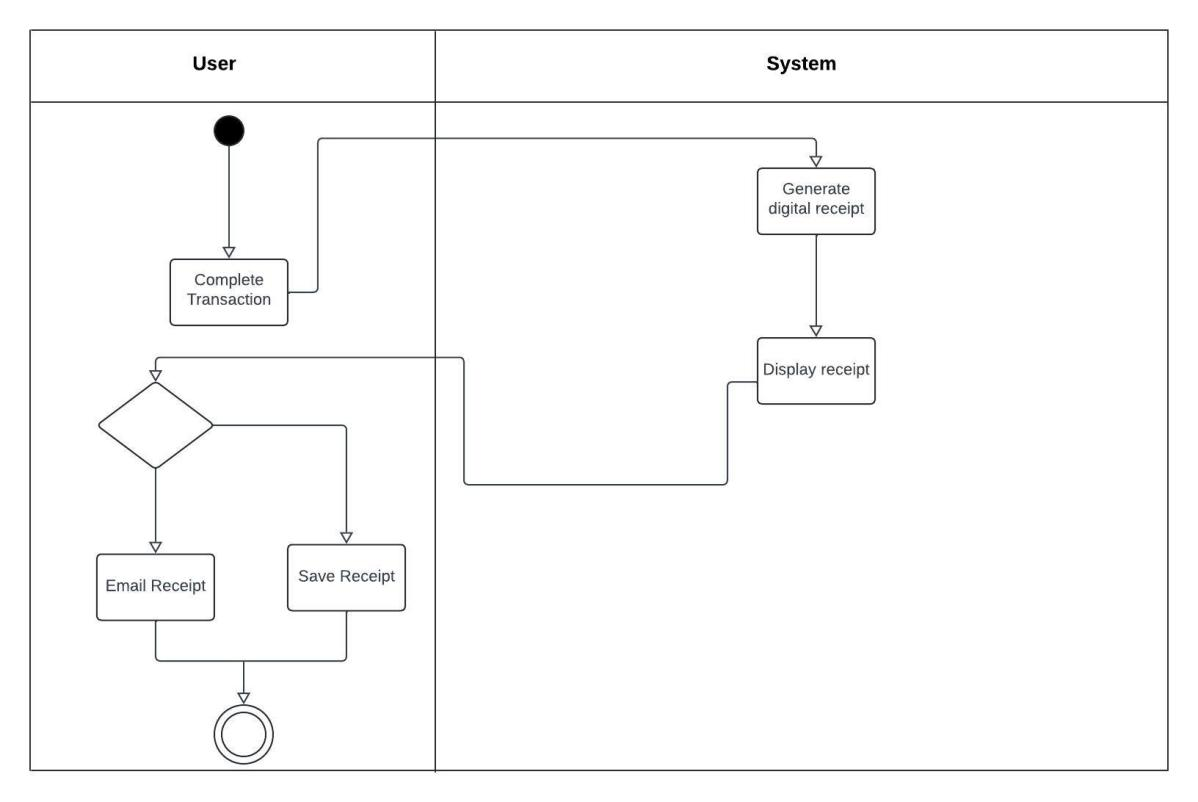 User
System
Generate
digital receipt
Complete
Transaction
Display receipt
Email Receipt
Save Receipt